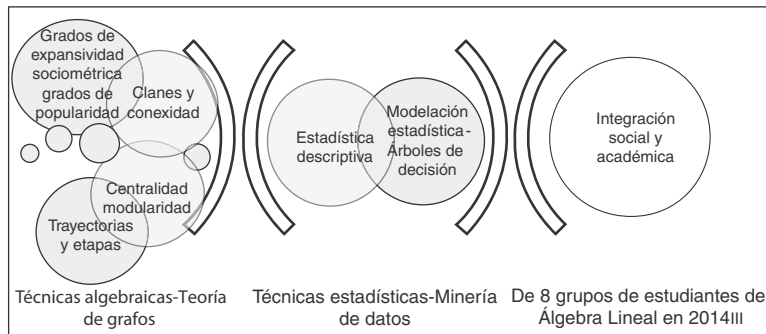 Grados de
expansividad
sociométrica
grados de
popularidad
Clanes y
conexidad
Centralidad
modularidad
Trayectorias
y etapas
Estadística
descriptiva
Modelación
estadística-
Árboles de
decisión
Integración
social y
académica
Técnicas algebraicas-Teoría
de grafos
Técnicas estadísticas-Minería
de datos
De 8 grupos de estudiantes de
Álgebra Lineal en 2014III